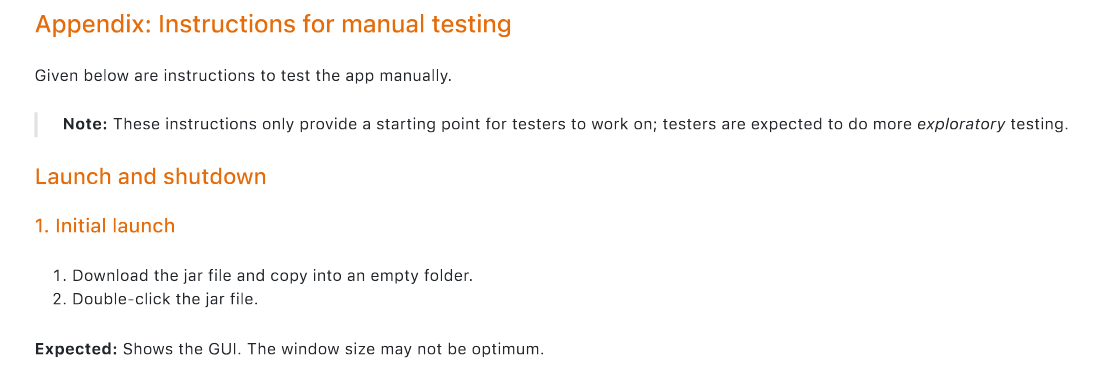 Appendix: Instructions for manual testing
Given below are instructions to test the app manually.
Note: These instructions only provide a starting point for testers to work on; testers are expected to do more exploratory testing.
Launch and shutdown
1. Initial launch
1. Download the jar file and copy into an empty folder.
2. Double-click the jar file.
Expected: Shows the GUI. The window size may not be optimum.